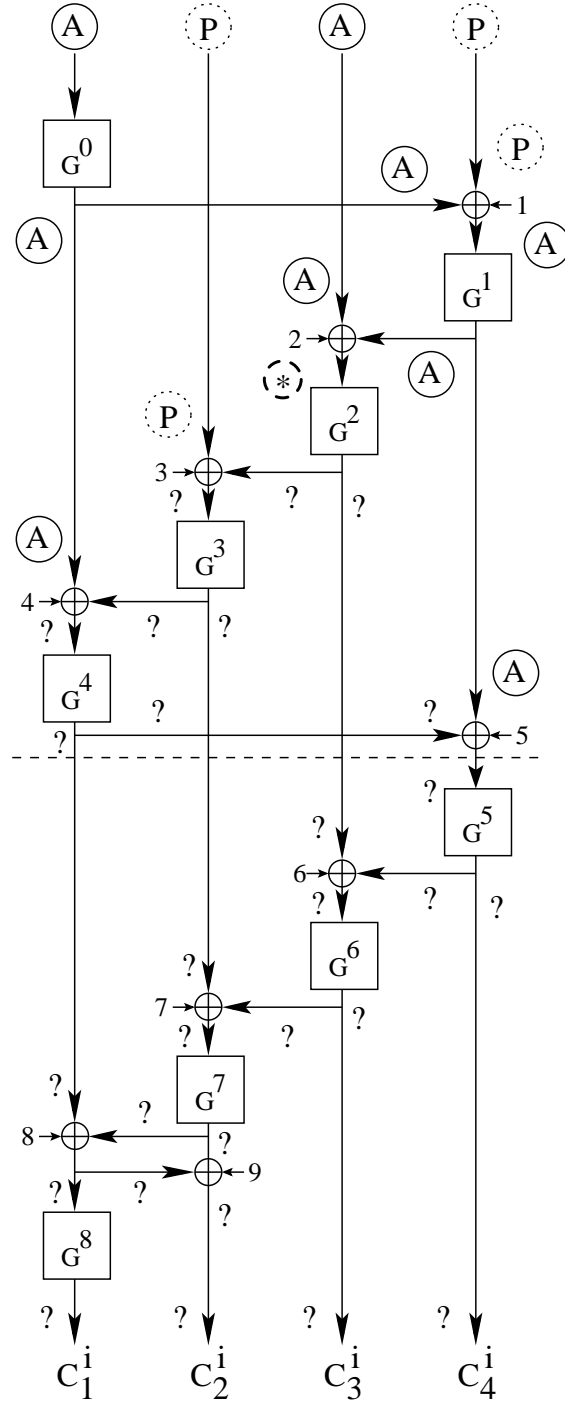 A P A P
G⁰
P
A
1
A A
G¹
A
2
A
*
G²
P
3
? ? ?
G³
A
4
? ? ?
G⁴
A
? ?
? 5
? G⁵
?
6
? ? ?
G⁶
?
7
? ? ?
G⁷
? ?
8 ?
? ? 9
?
G⁸
? ? ? ?
C₁ⁱ C₂ⁱ C₃ⁱ C₄ⁱ